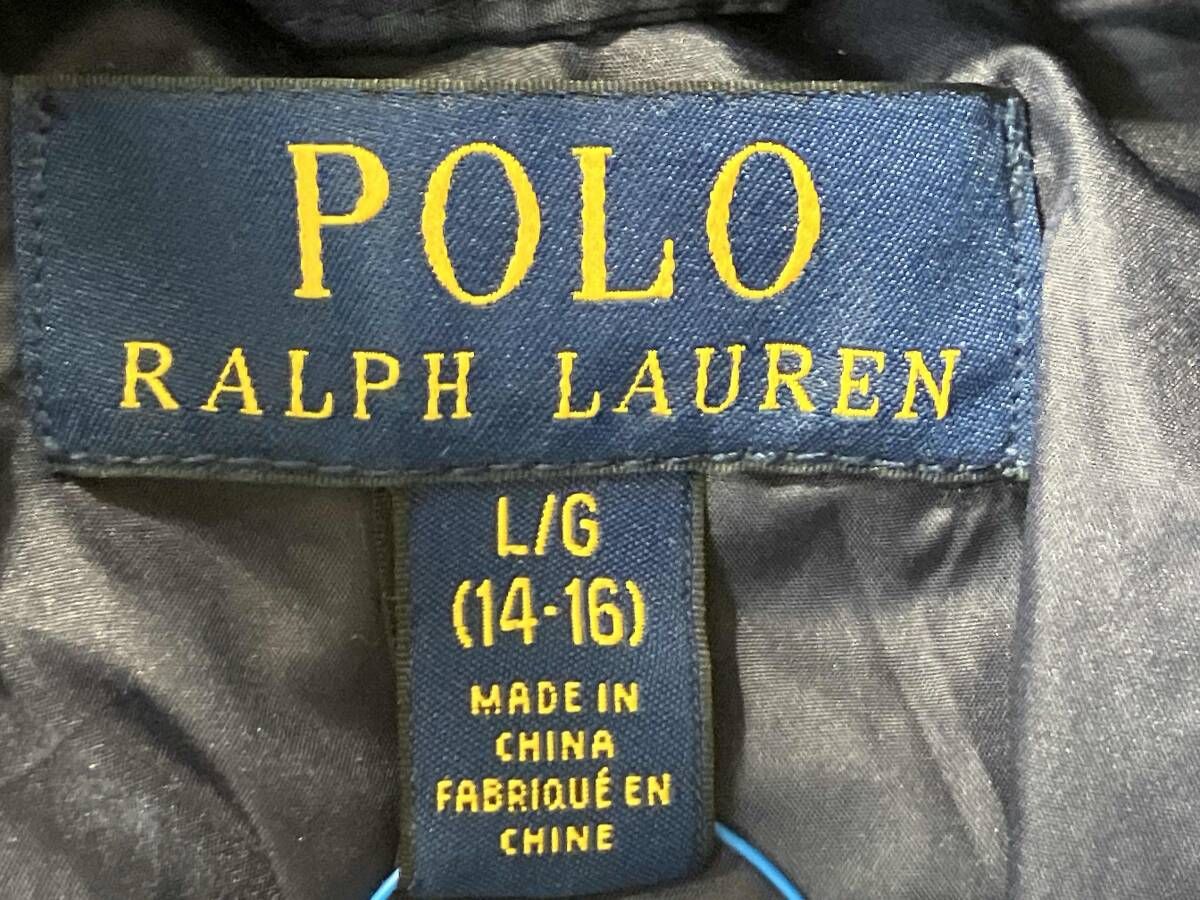 POLO
RALPH LAUREN
L/G
(14-16)
MADE IN
CHINA
FABRIQUÉ EN
CHINE